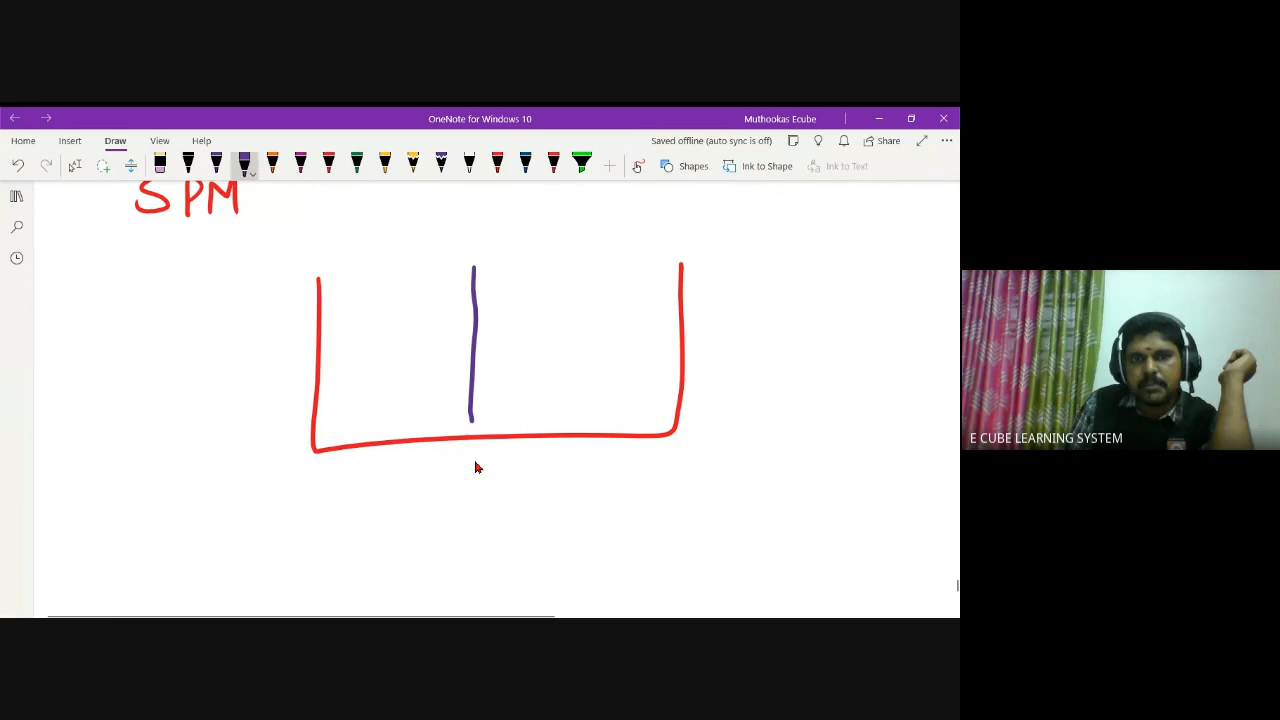 OneNote for Windows 10
Muthookas Ecube
Home Insert Draw View Help
Saved offline (auto sync is off)
Share
Shapes
Ink to Shape
Ink to Text
SPM
E CUBE LEARNING SYSTEM